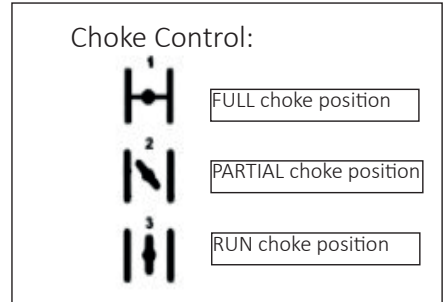 Choke Control:
1
FULL choke position
2
PARTIAL choke position
3
RUN choke position